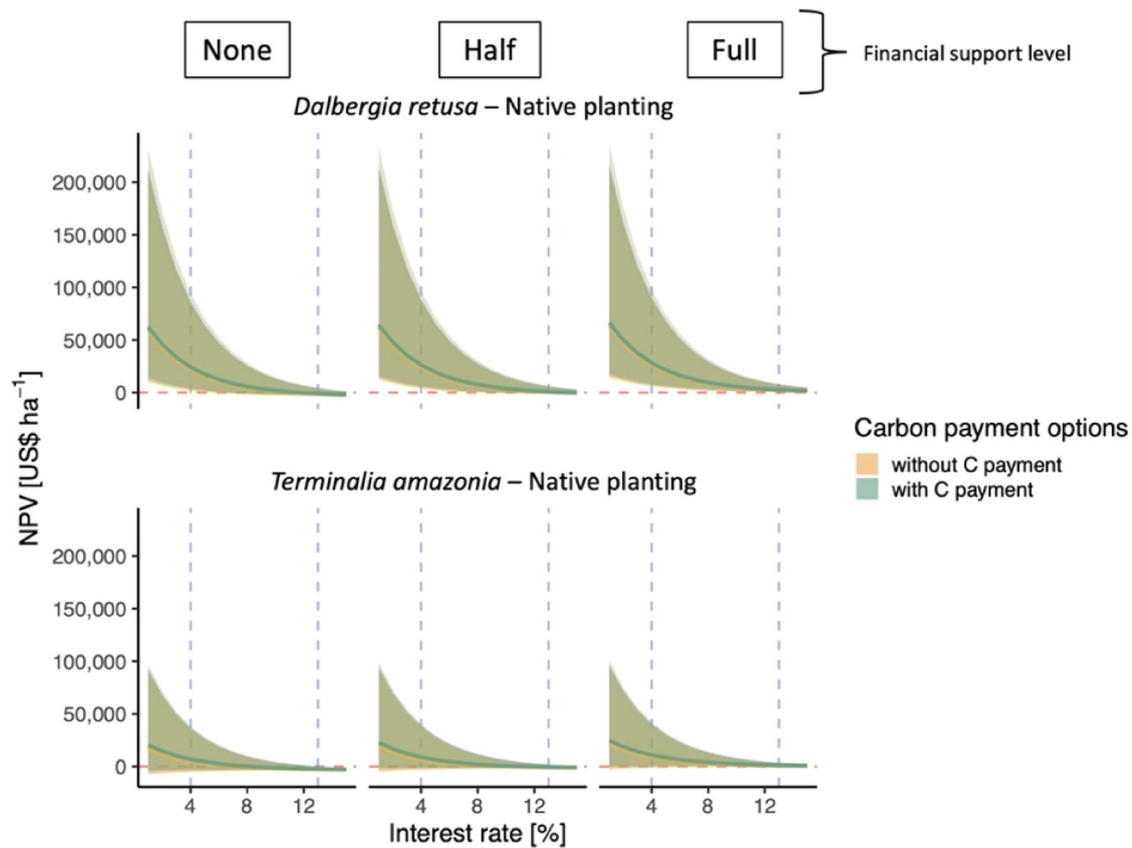 None Half Full Financial support level
Dalbergia retusa – Native planting
200,000
150,000
100,000
50,000
0
Terminalia amazonia – Native planting
200,000
150,000
100,000
50,000
0
4 8 12 4 8 12 4 8 12
Interest rate [%]
NPV [US$ ha⁻¹]
Carbon payment options
without C payment
with C payment